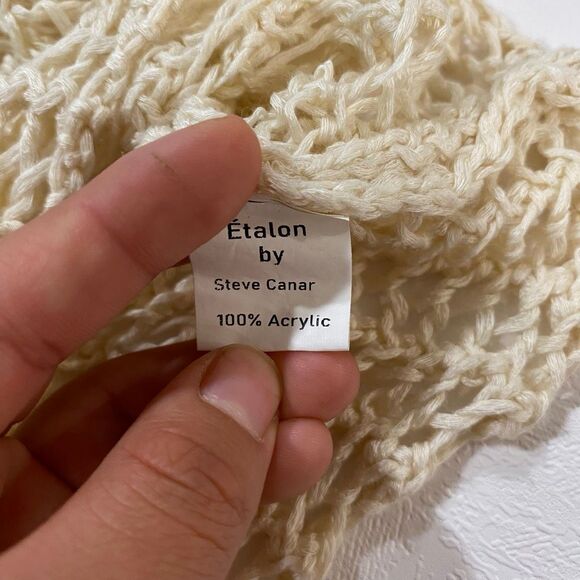 Étalon
by
Steve Canar
100% Acrylic